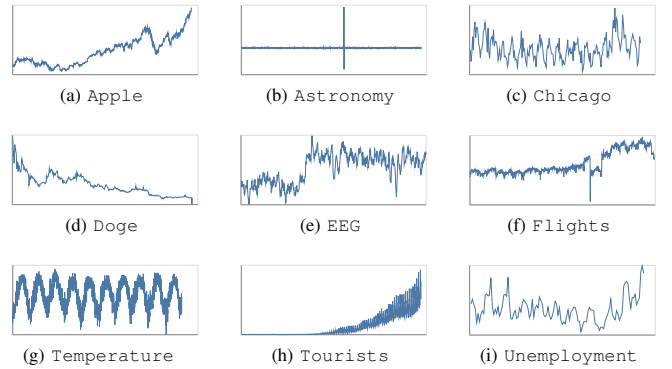 (a) Apple
(b) Astronomy
(c) Chicago
(d) Doge
(e) EEG
(f) Flights
(g) Temperature
(h) Tourists
(i) Unemployment